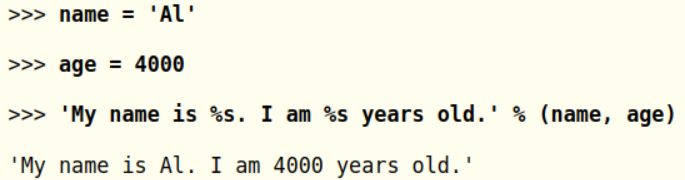 >>> name = 'Al'
>>> age = 4000
>>> 'My name is %s. I am %s years old.' % (name, age)
'My name is Al. I am 4000 years old.'